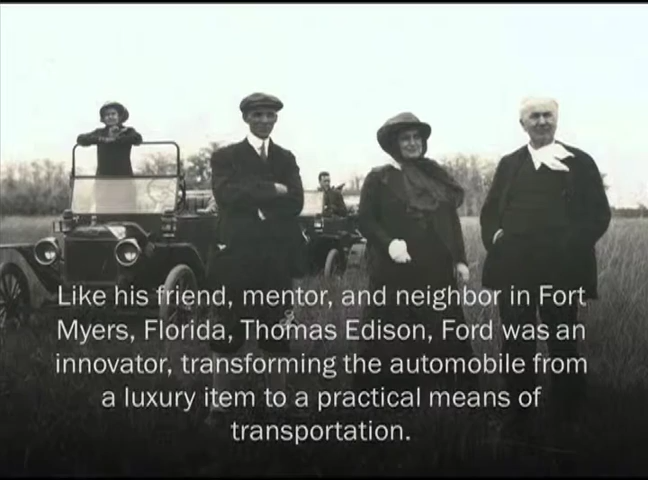 Like his friend, mentor, and neighbor in Fort
Myers, Florida, Thomas Edison, Ford was an
innovator, transforming the automobile from
a luxury item to a practical means of
transportation.